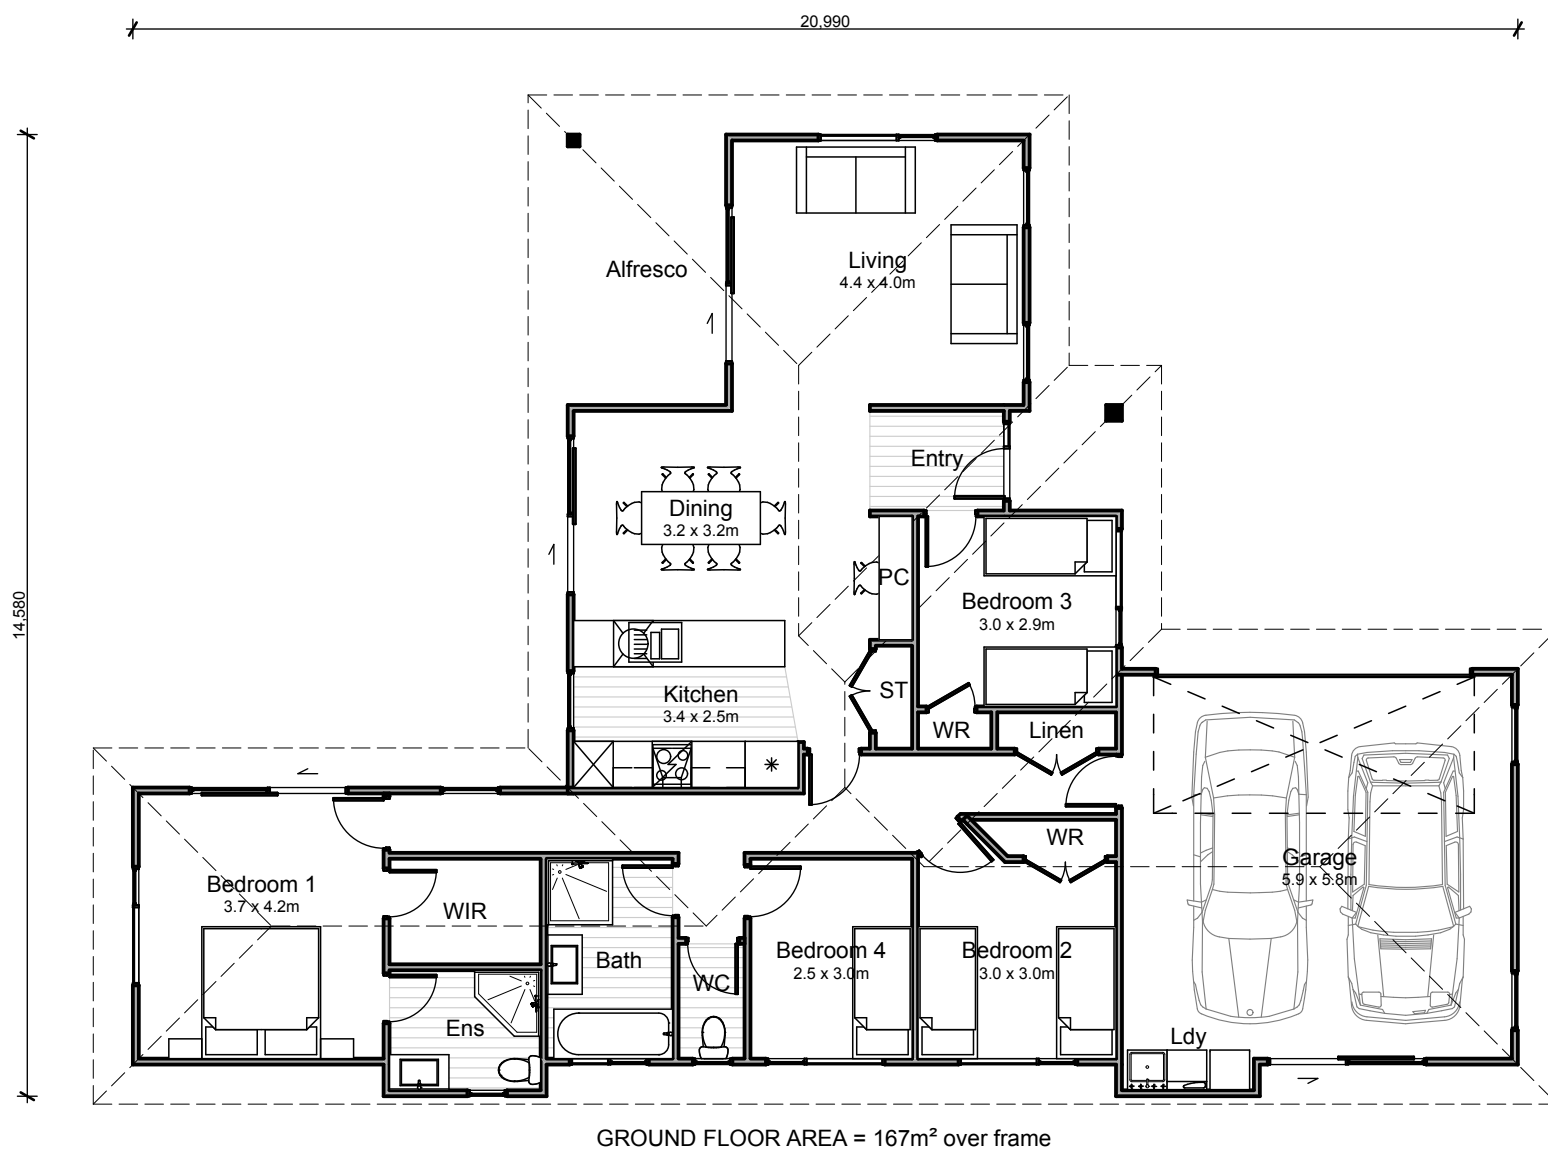 20,990
14,580
Alfresco
Living
4.4 x 4.0m
Entry
Dining
3.2 x 3.2m
PC
Bedroom 3
3.0 x 2.9m
Kitchen
3.4 x 2.5m
ST
WR
Linen
WR
Garage
5.9 x 5.8m
Bedroom 1
3.7 x 4.2m
WIR
Bath
WC
Bedroom 4
2.5 x 3.0m
Bedroom 2
3.0 x 3.0m
Ens
Ldy
GROUND FLOOR AREA = 167m² over frame